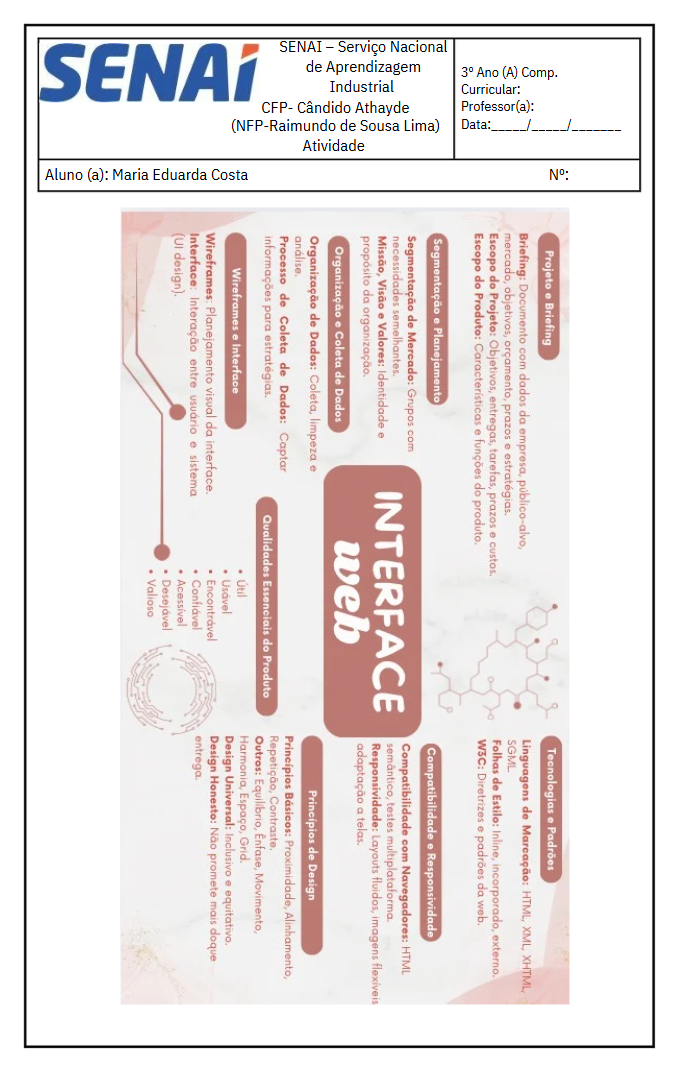 SENAI
SENAI – Serviço Nacional
de Aprendizagem
Industrial
CFP- Cândido Athayde
(NFP-Raimundo de Sousa Lima)
Atividade
3º Ano (A) Comp.
Curricular:
Professor(a):
Data:_____/_____/_______
Aluno (a): Maria Eduarda Costa
Nº:
Projeto e Briefing
Briefing: Documento com dados da empresa, público-alvo,
mercado, objetivos, orçamento, prazos e estratégias.
Escopo do Projeto: Objetivos, entregas, tarefas, prazos e custos.
Escopo do Produto: Características e funções do produto.
Segmentação e Planejamento
Segmentação de Mercado: Grupos com
necessidades semelhantes.
Missão, Visão e Valores: Identidade e
propósito da organização.
Organização e Coleta de Dados
Organização de Dados: Coleta, limpeza e
análise.
Processo de Coleta de Dados: Captar
informações para estratégias.
Wireframes e Interface
Wireframes: Planejamento visual da interface.
Interface: Interação entre usuário e sistema
(UI design).
INTERFACE
web
Qualidades Essenciais do Produto
• Útil
• Usável
• Encontrável
• Confiável
• Acessível
• Desejável
• Valioso
Tecnologias e Padrões
Linguagens de Marcação: HTML, XML, XHTML,
SGML.
Folhas de Estilo: Inline, incorporado, externo.
W3C: Diretrizes e padrões da web.
Compatibilidade e Responsividade
Compatibilidade com Navegadores: HTML
semântico, testes multiplataforma.
Responsividade: Layouts fluidos, imagens flexíveis
adaptação a telas.
Princípios de Design
Princípios Básicos: Proximidade, Alinhamento,
Repetição, Contraste.
Outros: Equilíbrio, Ênfase, Movimento,
Harmonia, Espaço, Grid.
Design Universal: Inclusivo e equitativo.
Design Honesto: Não promete mais doque
entrega.